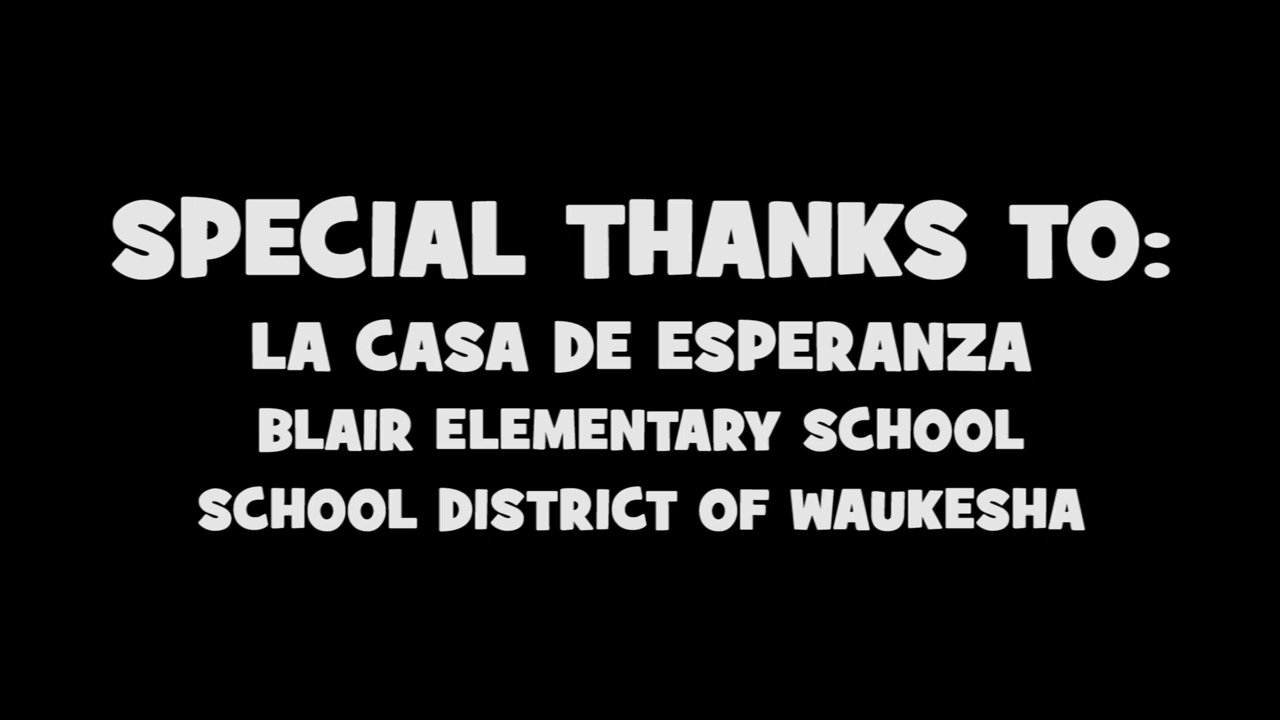 SPECIAL THANKS TO:
LA CASA DE ESPERANZA
BLAIR ELEMENTARY SCHOOL
SCHOOL DISTRICT OF WAUKESHA